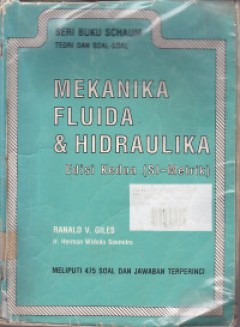 SERI BUKU SCHAUM
TEORI DAN SOAL-SOAL
MEKANIKA
FLUIDA
& HIDRAULIKA
Edisi Kedua (SI-Metrik)
RANALD V. GILES
Ir. Herman Widodo Soemitro
MELIPUTI 475 SOAL DAN JAWABAN TERPERINCI